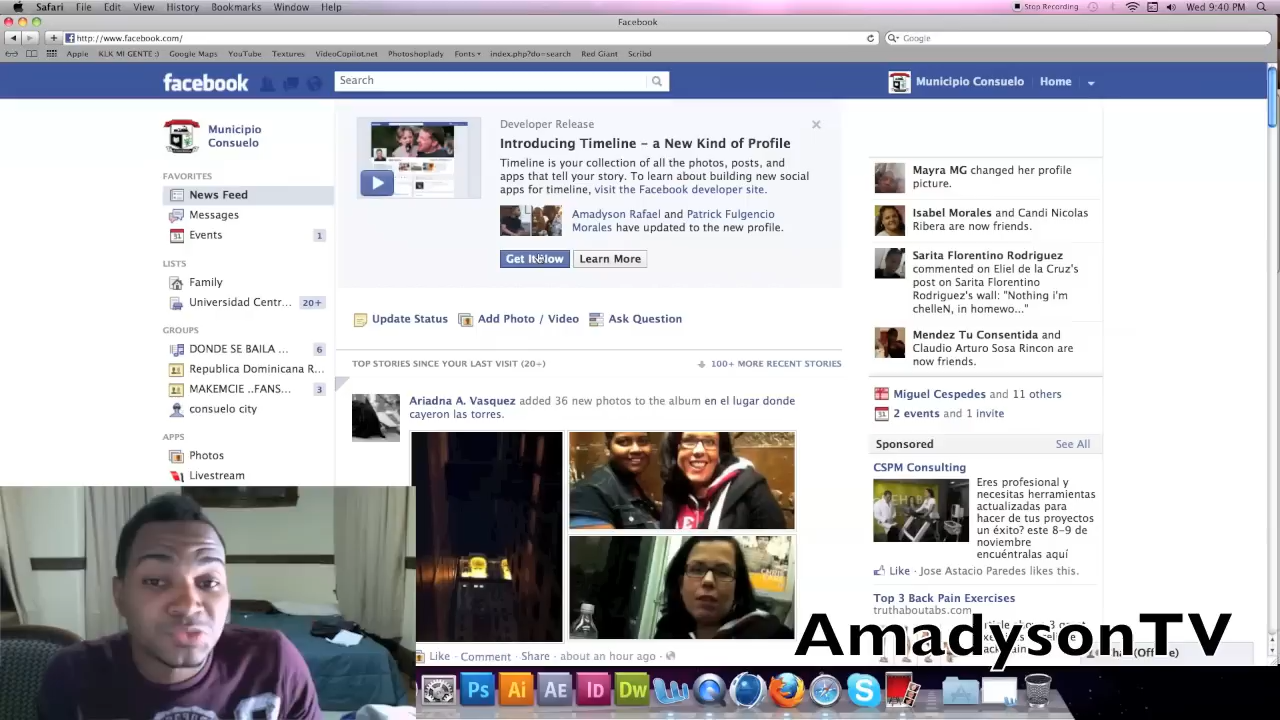 Safari File Edit View History Bookmarks Window Help
Stop Recording
Wed 9:40 PM
Facebook
http://www.facebook.com/
Google
Apple KLK MI GENTE :) Google Maps YouTube Textures VideoCopilot.net Photoshoplady Fonts index.php?do=search Red Giant Scribd
facebook
Search
Municipio Consuelo Home
Municipio
Consuelo
FAVORITES
News Feed
Messages
Events 1
LISTS
Family
Universidad Centr... 20+
GROUPS
DONDE SE BAILA ... 6
Republica Dominicana R...
MAKEMCIE ..FANS... 3
consuelo city
APPS
Photos
Livestream
Developer Release
Introducing Timeline – a New Kind of Profile
Timeline is your collection of all the photos, posts, and
apps that tell your story. To learn about building new social
apps for timeline, visit the Facebook developer site.
Amadyson Rafael and Patrick Fulgencio
Morales have updated to the new profile.
Get It Now Learn More
Update Status Add Photo / Video Ask Question
TOP STORIES SINCE YOUR LAST VISIT (20+) 100+ MORE RECENT STORIES
Ariadna A. Vasquez added 36 new photos to the album en el lugar donde
cayeron las torres.
Like · Comment · Share · about an hour ago ·
Mayra MG changed her profile
picture.
Isabel Morales and Candi Nicolas
Ribera are now friends.
Sarita Florentino Rodriguez
commented on Eliel de la Cruz's
post on Sarita Florentino
Rodriguez's wall: "Nothing i'm
chelleN, in homewo..."
Mendez Tu Consentida and
Claudio Arturo Sosa Rincon are
now friends.
Miguel Cespedes and 11 others
2 events and 1 invite
Sponsored See All
CSPM Consulting
Eres profesional y
necesitas herramientas
actualizadas para
hacer de tus proyectos
un éxito? este 8-9 de
noviembre
encuéntralas aquí
Like · Jose Astacio Paredes likes this.
Top 3 Back Pain Exercises
truthaboutabs.com
AmadysonTV
Ps Ai Ae Id Dw